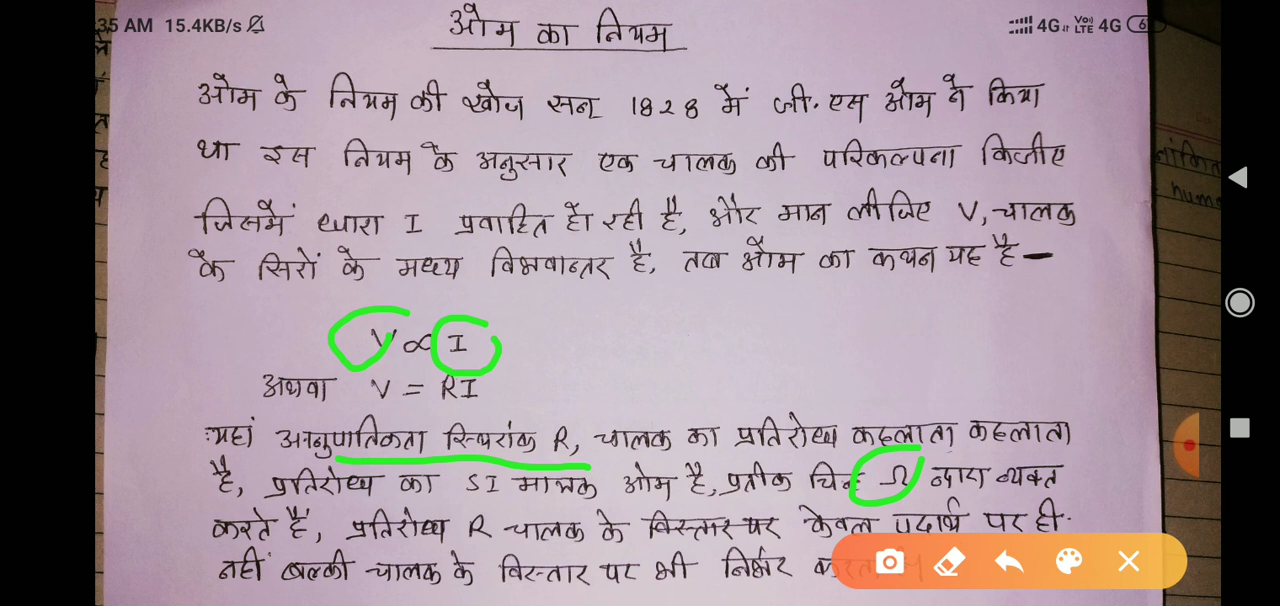 35 AM 15.4KB/s
4G VoLTE 4G 6
ओम का नियम
ओम के नियम की खोज सन् 1828 में जी. एस ओम ने किया
था इस नियम के अनुसार एक चालक की परिकल्पना किजीए
जिसमें धारा I प्रवाहित हो रही है, और मान लीजिए V, चालक
के सिरों के मध्य विभवान्तर है, तब ओम का कथन यह है -
V ∝ I
अथवा V = RI
यहां अनुपातिकता स्थिरांक R, चालक का प्रतिरोध कहलाता कहलाता
है, प्रतिरोध का SI मात्रक ओम है, प्रतीक चिन्ह Ω द्वारा व्यक्त
करते हैं, प्रतिरोध R चालक के विस्तार पर केवल पदार्थ पर ही
नहीं बल्की चालक के विस्तार पर भी निर्भर